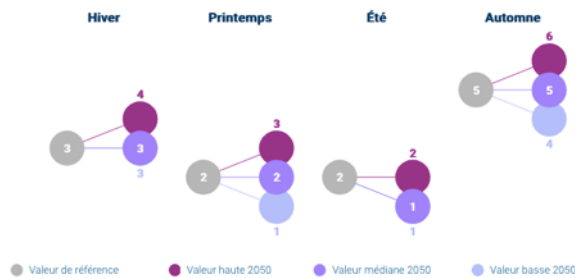 Hiver Printemps Été Automne
6
4 5 5
3 3 3 2 4
3 2 2 2
1 1
1
Valeur de référence Valeur haute 2050 Valeur médiane 2050 Valeur basse 2050